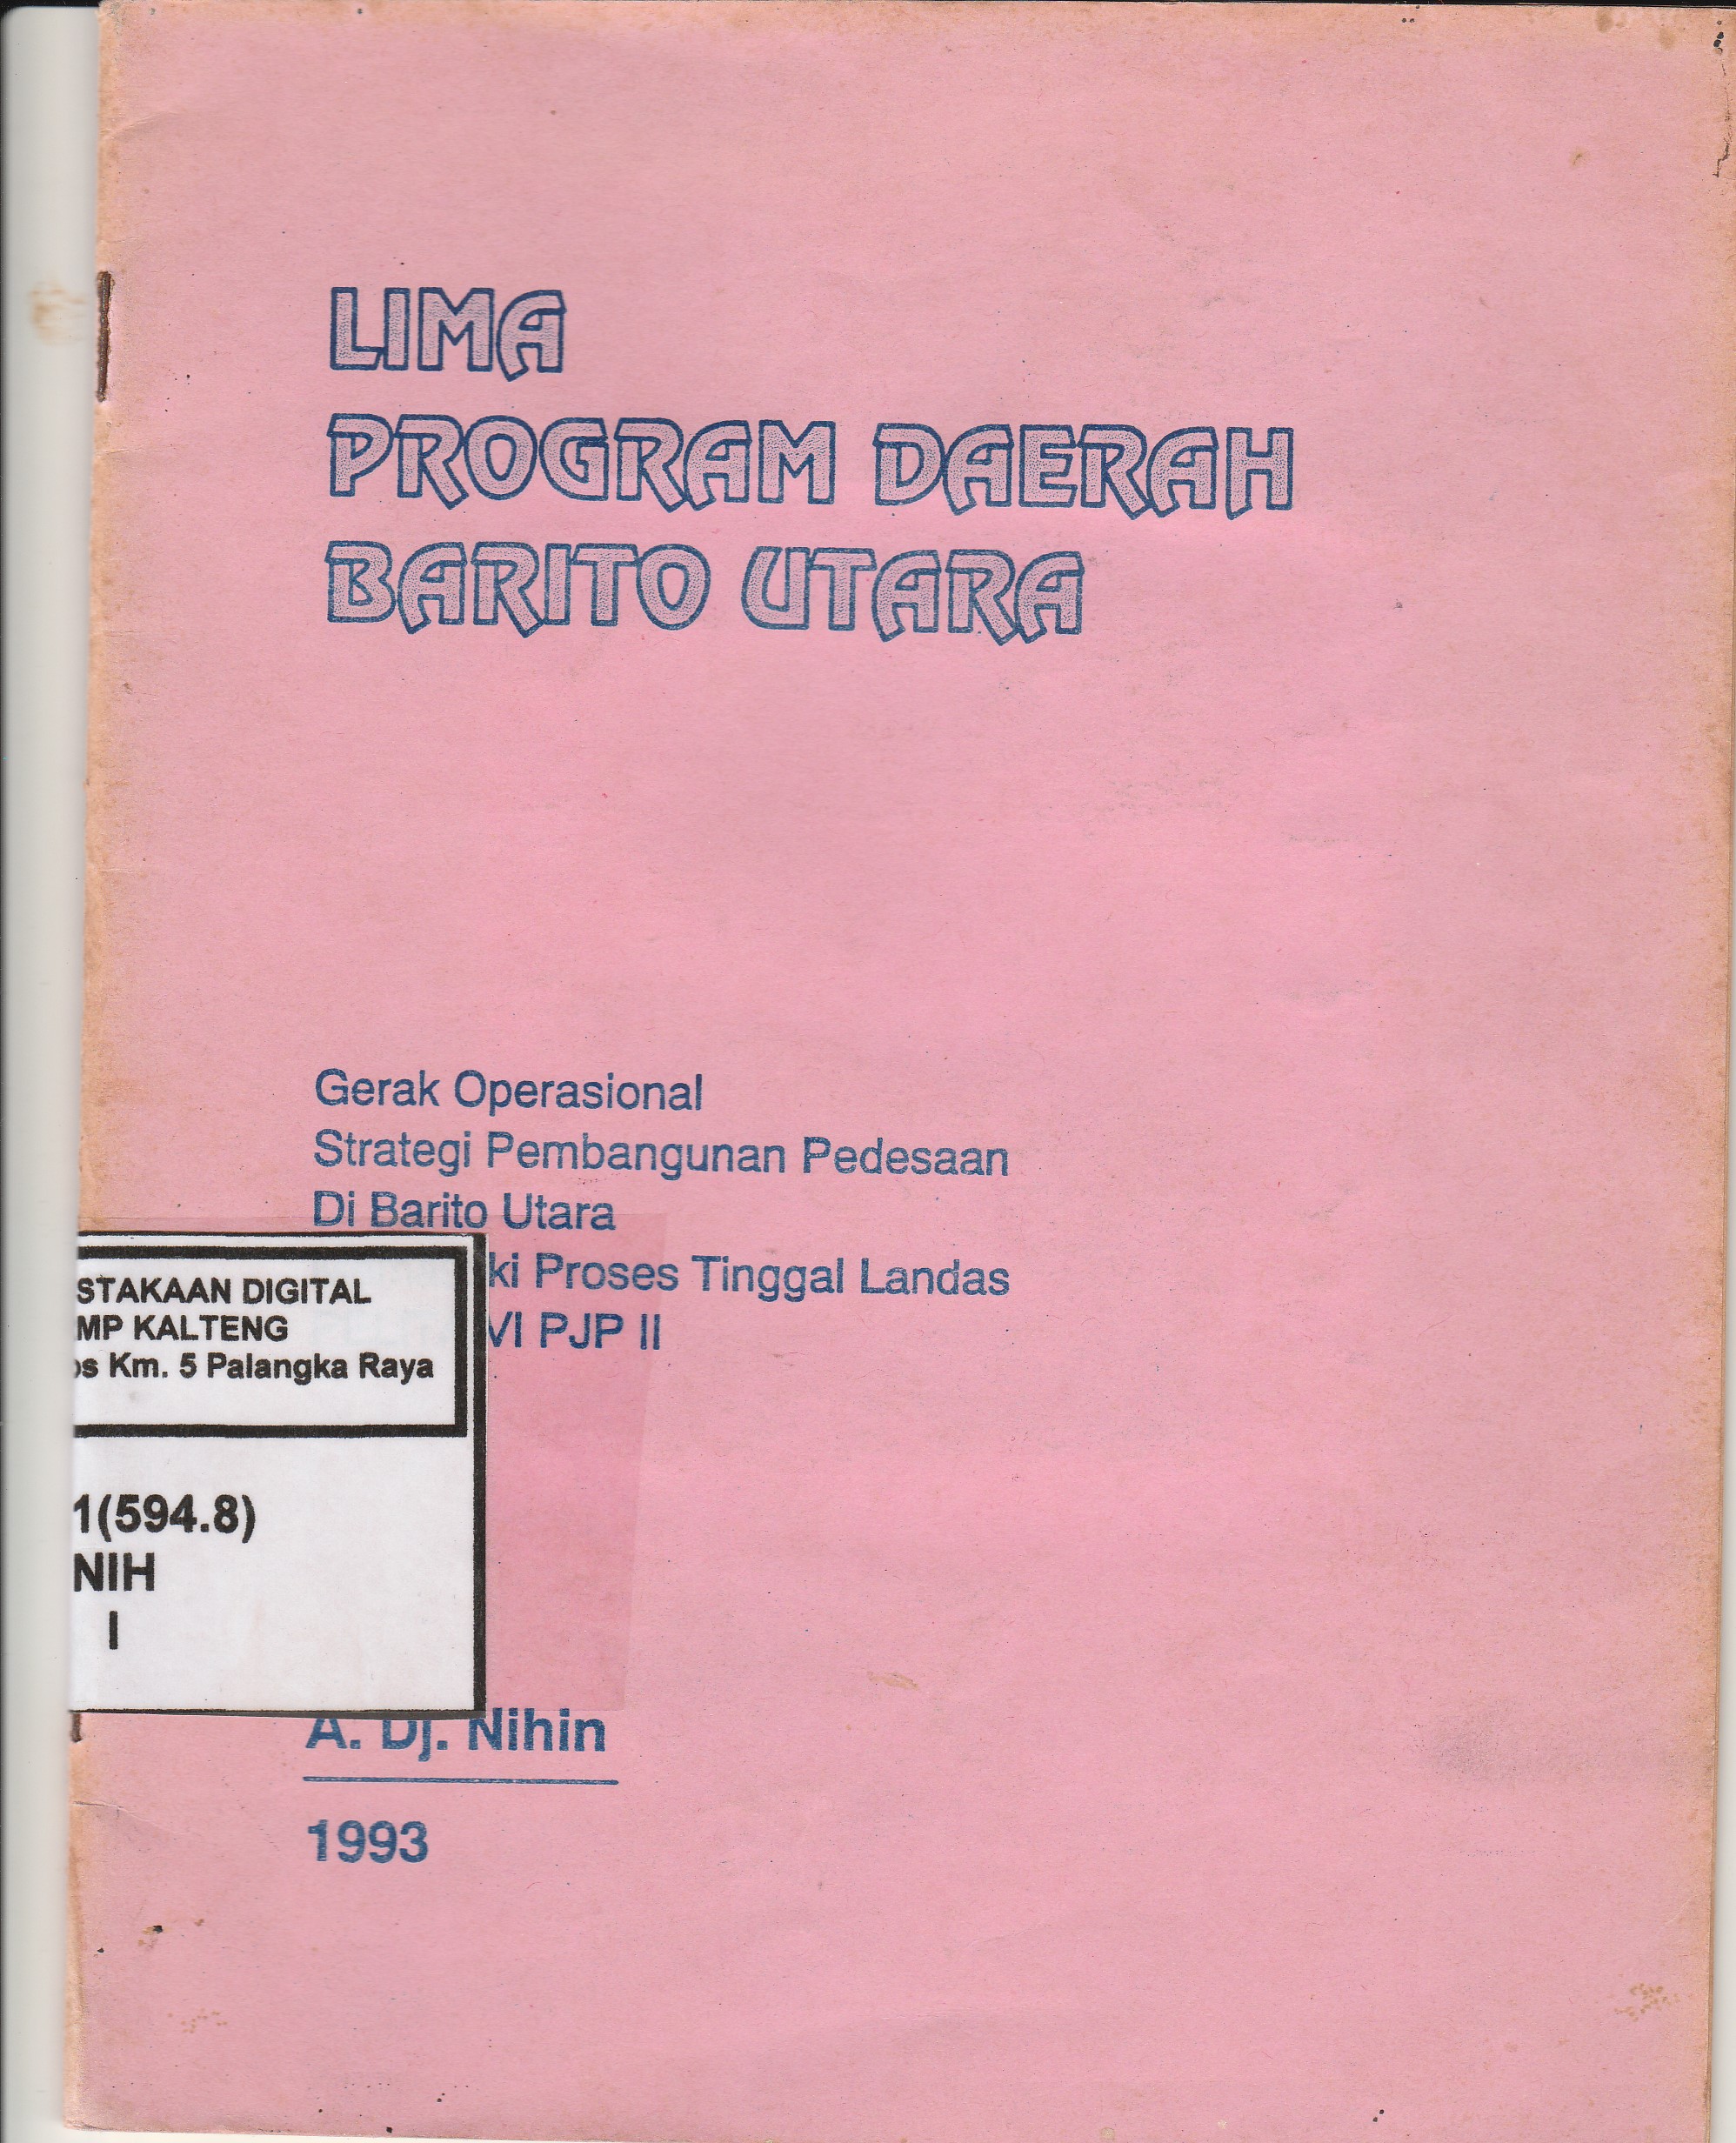 LIMA
PROGRAM DAERAH
BARITO UTARA
Gerak Operasional
Strategi Pembangunan Pedesaan
Di Barito Utara
ki Proses Tinggal Landas
VI PJP II
STAKAAN DIGITAL
MP KALTENG
os Km. 5 Palangka Raya
1(594.8)
NIH
I
A. Dj. Nihin
1993